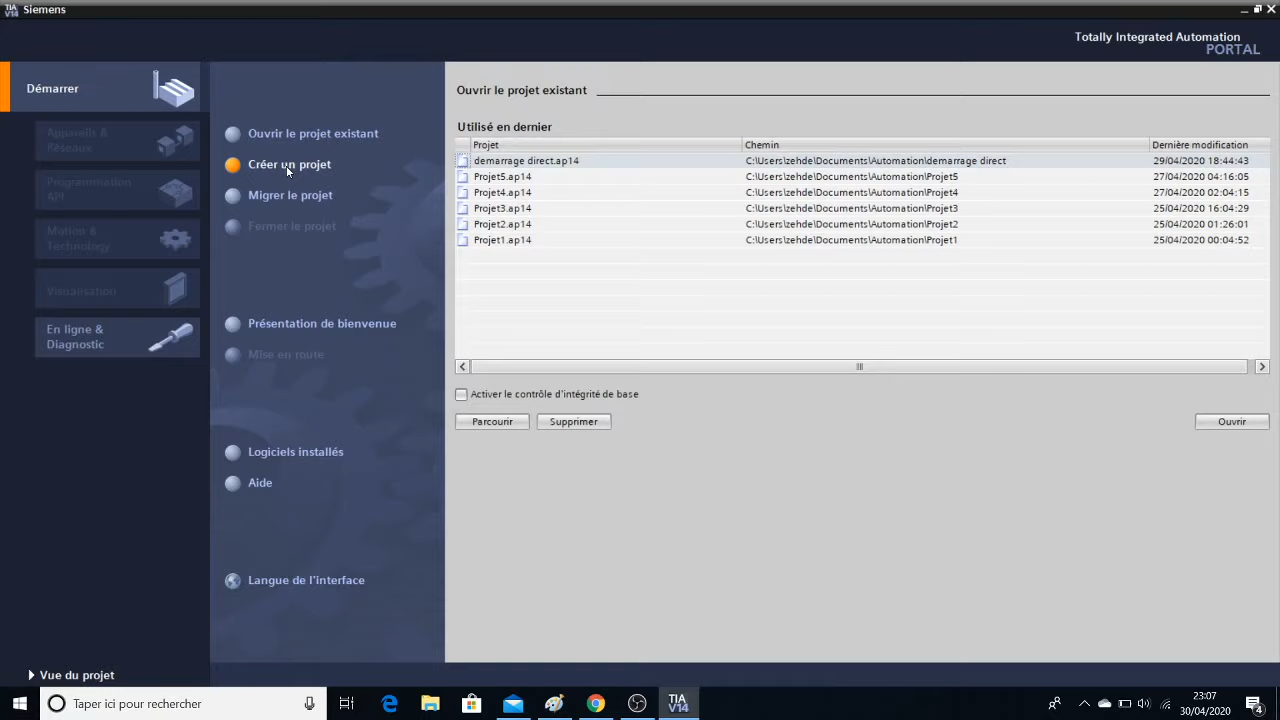 TIA
V14
Siemens
Totally Integrated Automation
PORTAL
Démarrer
Appareils &
Réseaux
Programmation
API
Motion &
Technology
Visualisation
En ligne &
Diagnostic
Vue du projet
Ouvrir le projet existant
Créer un projet
Migrer le projet
Fermer le projet
Présentation de bienvenue
Mise en route
Logiciels installés
Aide
Langue de l'interface
Ouvrir le projet existant
Utilisé en dernier
Projet Chemin Dernière modification
demarrage direct.ap14 C:\Users\zehde\Documents\Automation\demarrage direct 29/04/2020 18:44:43
Projet5.ap14 C:\Users\zehde\Documents\Automation\Projet5 27/04/2020 04:16:05
Projet4.ap14 C:\Users\zehde\Documents\Automation\Projet4 27/04/2020 02:04:15
Projet3.ap14 C:\Users\zehde\Documents\Automation\Projet3 25/04/2020 16:04:29
Projet2.ap14 C:\Users\zehde\Documents\Automation\Projet2 25/04/2020 01:26:01
Projet1.ap14 C:\Users\zehde\Documents\Automation\Projet1 25/04/2020 00:04:52
Activer le contrôle d'intégrité de base
Parcourir Supprimer Ouvrir
Taper ici pour rechercher
TIA
V14
23:07
30/04/2020
4